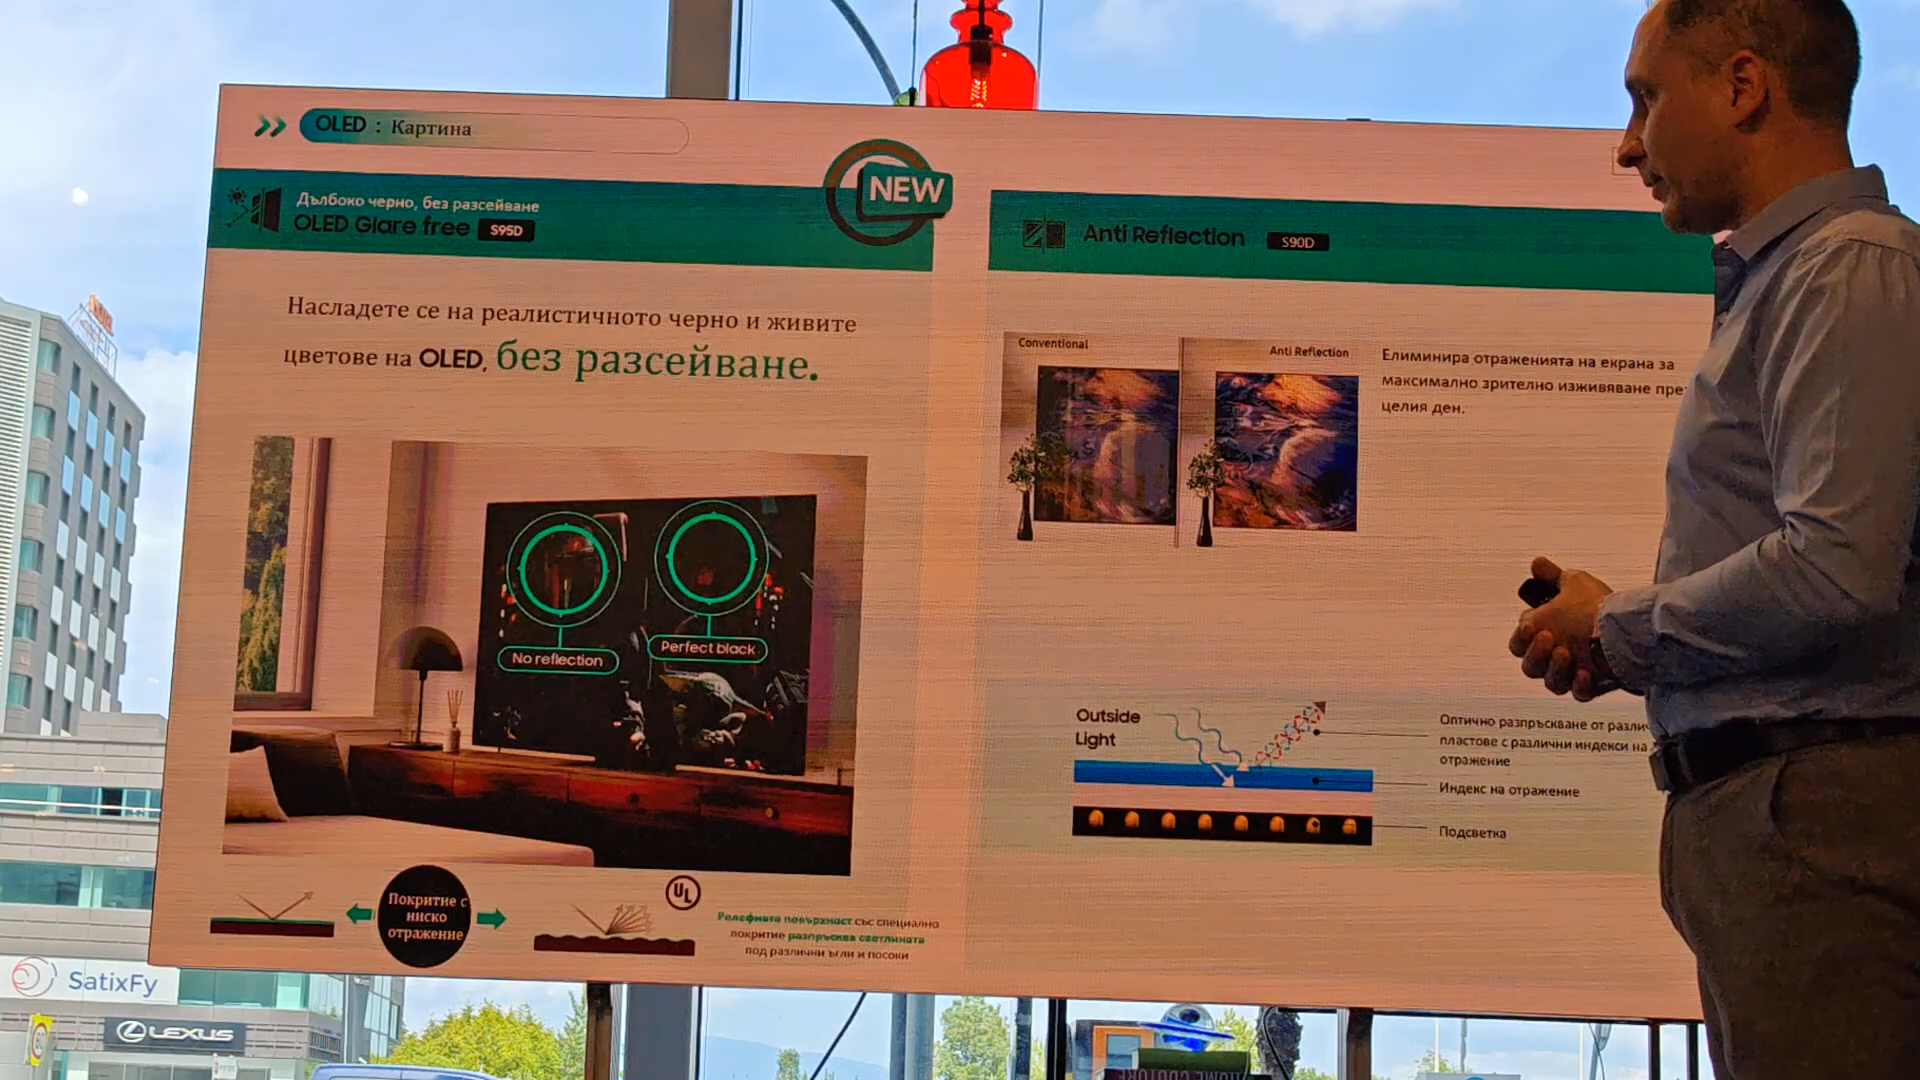 OLED : Картина
Дълбоко черно, без разсейване
OLED Glare free S95D
NEW
Насладете се на реалистичното черно и живите
цветове на OLED, без разсейване.
No reflection
Perfect black
Покритие с
ниско
отражение
UL
Релефната повърхност със специално
покритие разпръсква светлината
под различни ъгли и посоки
Anti Reflection S90D
Conventional
Anti Reflection
Елиминира отраженията на екрана за
максимално зрително изживяване пре
целия ден.
Outside
Light
Оптично разпръскване от разли
пластове с различни индекси на
отражение
Индекс на отражение
Подсветка
SatixFy
LEXUS
HOME COUTURE